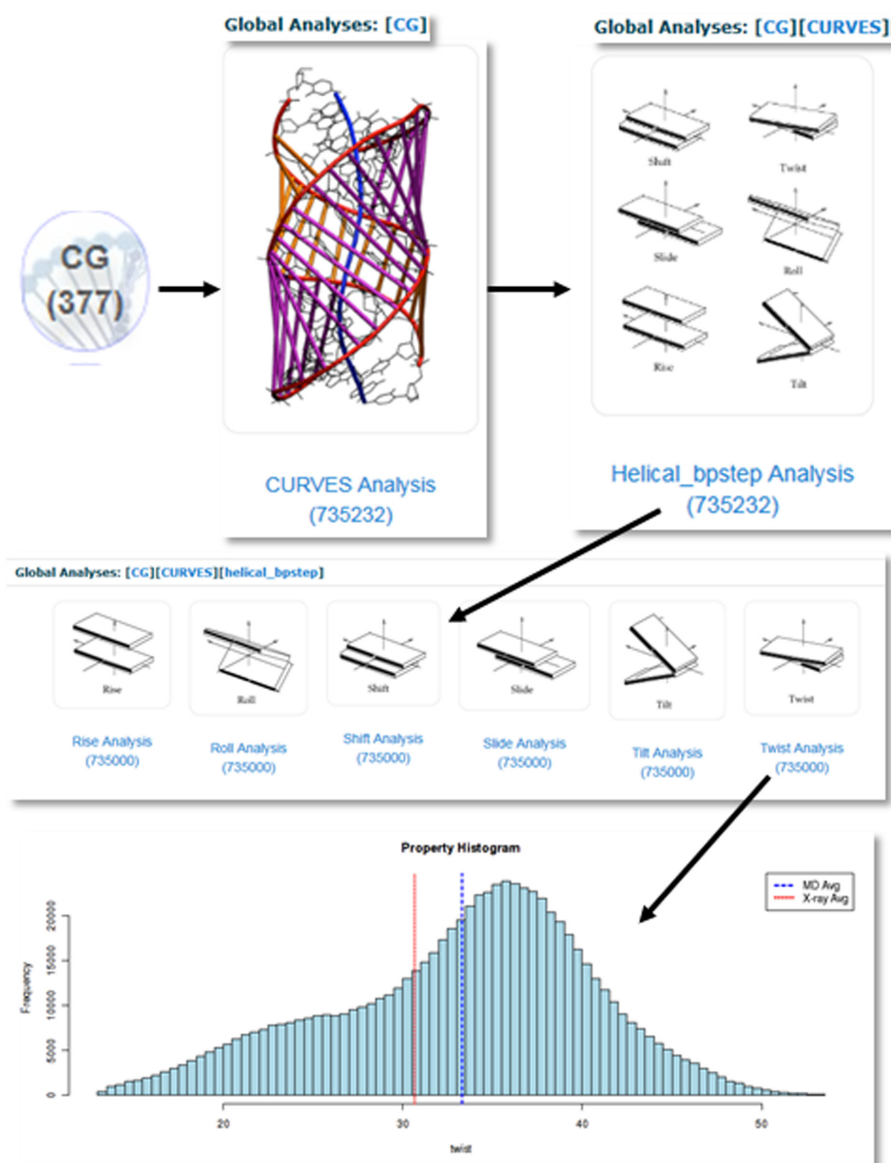 Global Analyses: [CG]
Global Analyses: [CG][CURVES]
CG
(377)
Shift
Twist
Slide
Roll
Rise
Tilt
CURVES Analysis
(735232)
Helical_bpstep Analysis
(735232)
Global Analyses: [CG][CURVES][helical_bpstep]
Rise
Roll
Shift
Slide
Tilt
Twist
Rise Analysis
(735000)
Roll Analysis
(735000)
Shift Analysis
(735000)
Slide Analysis
(735000)
Tilt Analysis
(735000)
Twist Analysis
(735000)
Property Histogram
MD Avg
X-ray Avg
Frequency
20000
15000
10000
5000
0
20
30
40
50
twist